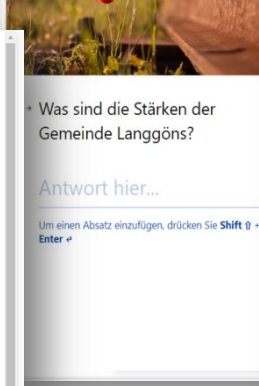 Was sind die Stärken der
Gemeinde Langgöns?
Antwort hier...
Um einen Absatz einzufügen, drücken Sie Shift ⇧ +
Enter ↵